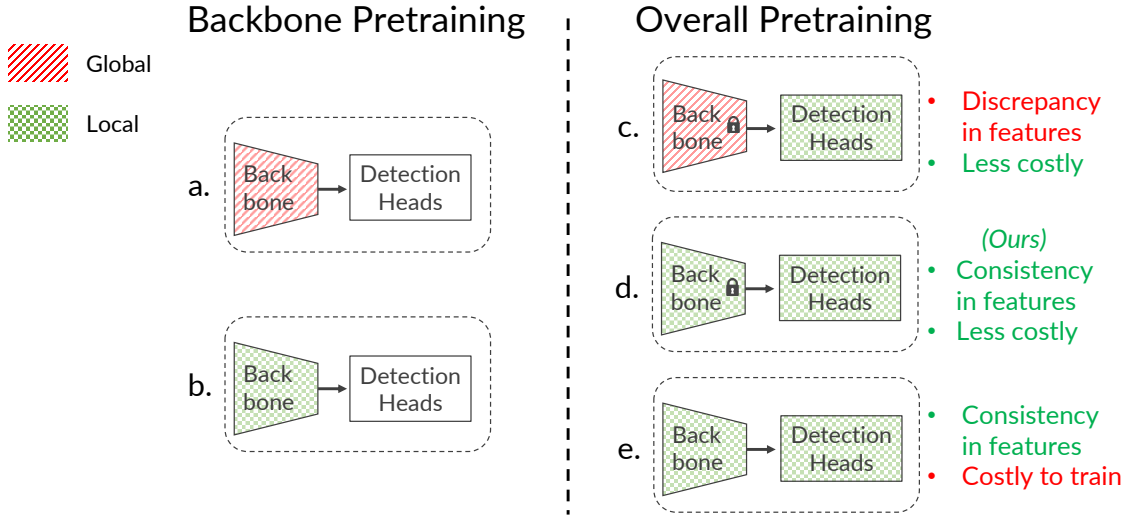 Backbone Pretraining
Overall Pretraining
Global
Local
a.
Back
bone
Detection
Heads
b.
Back
bone
Detection
Heads
c.
Back
bone
Detection
Heads
• Discrepancy
in features
• Less costly
d.
Back
bone
Detection
Heads
(Ours)
• Consistency
in features
• Less costly
e.
Back
bone
Detection
Heads
• Consistency
in features
• Costly to train